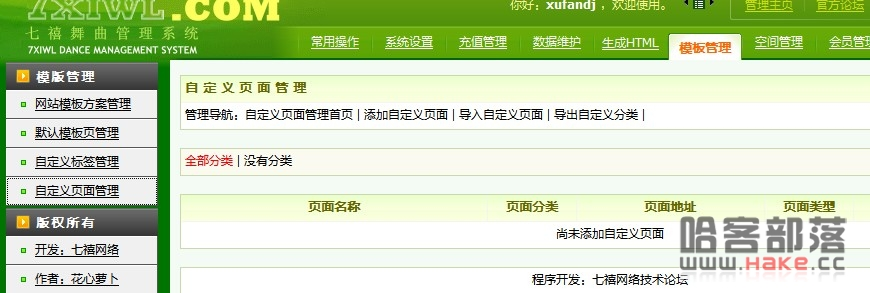 7XIWL.COM
七禧舞曲管理系统
7XIWL DANCE MANAGEMENT SYSTEM
你好：xufandj，欢迎使用。
管理主页 | 官方论坛
常用操作 系统设置 充值管理 数据维护 生成HTML 模板管理 空间管理 会员管理
模版管理
网站模板方案管理
默认模板页管理
自定义标签管理
自定义页面管理
版权所有
开发：七禧网络
作者：花心萝卜
自定义页面管理
管理导航：自定义页面管理首页 | 添加自定义页面 | 导入自定义页面 | 导出自定义分类 |
全部分类 | 没有分类
页面名称 页面分类 页面地址 页面类型
尚未添加自定义页面
程序开发：七禧网络技术论坛
哈客部落
www.Hake.cc